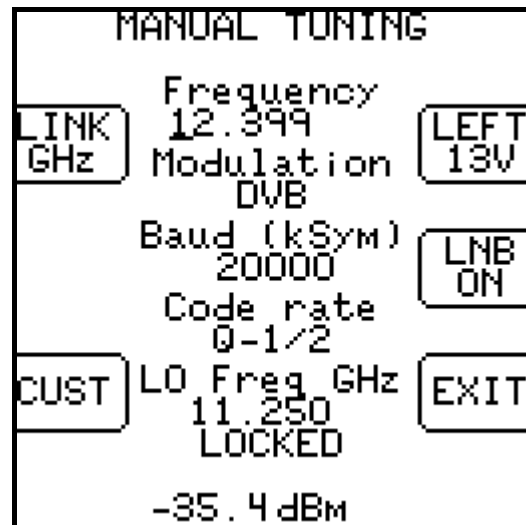 MANUAL TUNING
Frequency
LINK GHz
12.399
LEFT 13V
Modulation
DVB
Baud (kSym)
20000
LNB ON
Code rate
Q-1/2
CUST
LO Freq GHz
11.250
LOCKED
EXIT
-35.4dBm